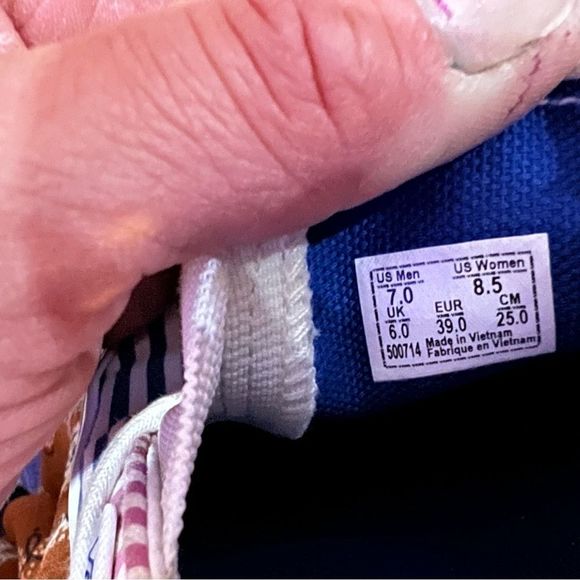 US Men US Women
7.0 8.5
UK EUR CM
6.0 39.0 25.0
500714 Made in Vietnam
Fabrique en Vietnam